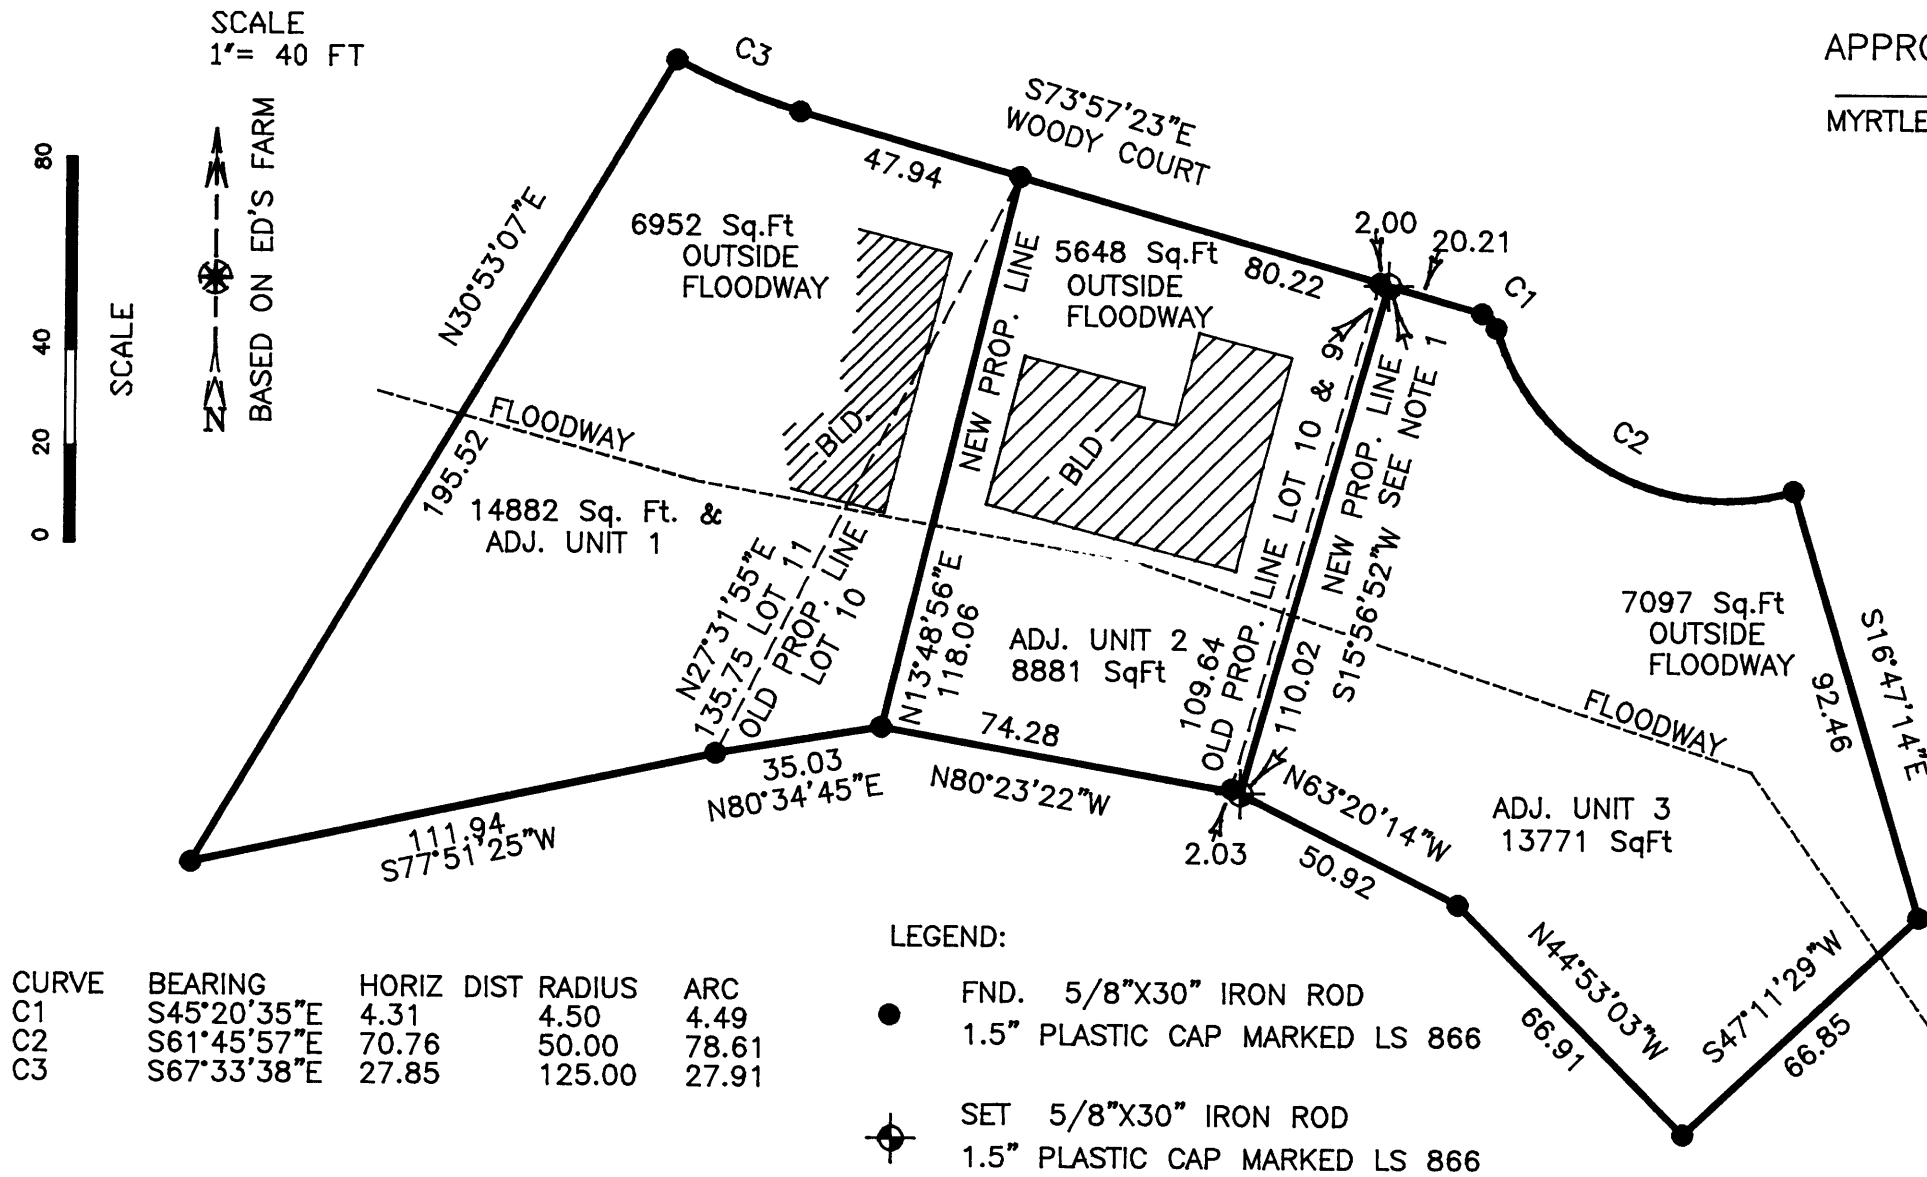 SCALE
1"= 40 FT
BASED ON ED'S FARM
N
80
40
20
0
SCALE
C3
S73°57'23"E
WOODY COURT
47.94
80.22
2.00
20.21
C1
C2
APPRO
MYRTLE
N30°53'07"E
195.52
6952 Sq.Ft
OUTSIDE
FLOODWAY
5648 Sq.Ft
OUTSIDE
FLOODWAY
BLD.
BLD
NEW PROP. LINE
FLOODWAY
14882 Sq. Ft. &
ADJ. UNIT 1
N27°31'55"E
135.75 LOT 11
OLD PROP. LINE
LOT 10
N13°48'56"E
118.06
ADJ. UNIT 2
8881 SqFt
109.64
OLD PROP. LINE LOT 10 & 9
110.02
NEW PROP. LINE
S15°56'52"W SEE NOTE 1
7097 Sq.Ft
OUTSIDE
FLOODWAY
FLOODWAY
S16°47'14"E
92.46
111.94
S77°51'25"W
35.03
N80°34'45"E
74.28
N80°23'22"W
2.03
N63°20'14"W
50.92
ADJ. UNIT 3
13771 SqFt
N44°53'03"W
66.91
S47°11'29"W
66.85
CURVE BEARING HORIZ DIST RADIUS ARC
C1 S45°20'35"E 4.31 4.50 4.49
C2 S61°45'57"E 70.76 50.00 78.61
C3 S67°33'38"E 27.85 125.00 27.91
LEGEND:
FND. 5/8"X30" IRON ROD
1.5" PLASTIC CAP MARKED LS 866
SET 5/8"X30" IRON ROD
1.5" PLASTIC CAP MARKED LS 866